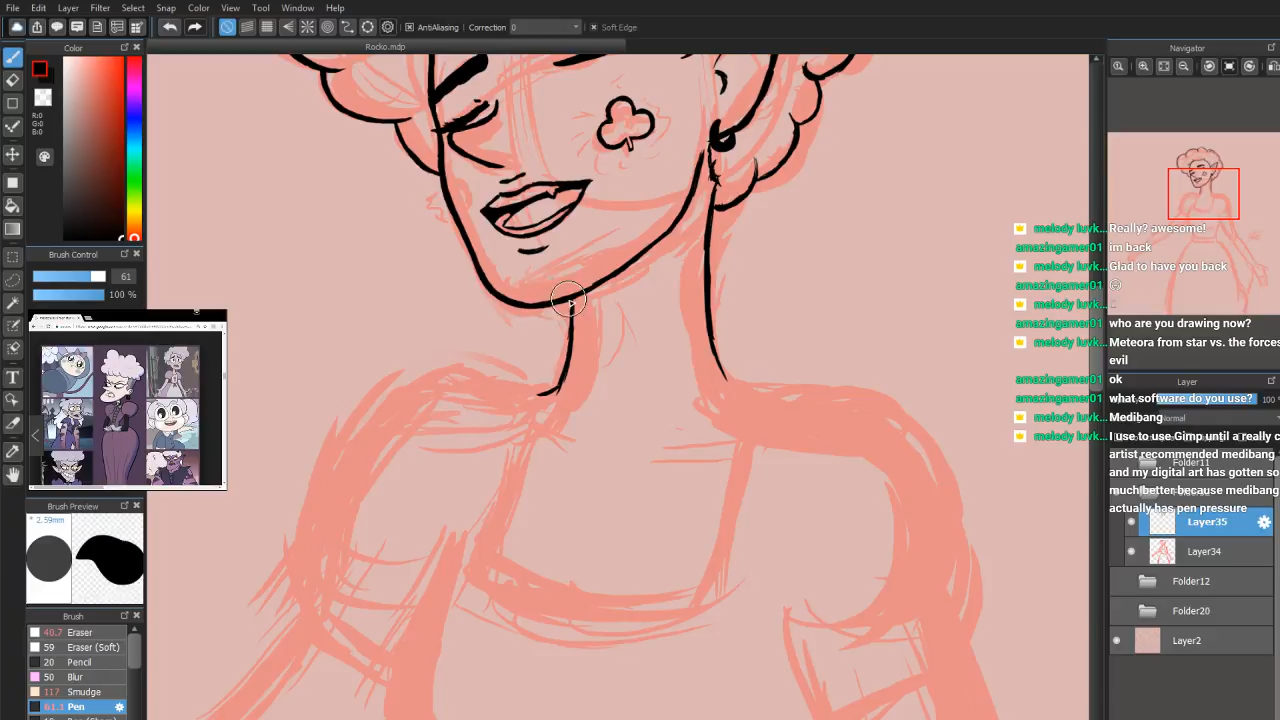 File Edit Layer Filter Select Snap Color View Tool Window Help
AntiAliasing Correction 0 Soft Edge
Color
Rocko.mdp
Navigator
R:0
G:0
B:0
Brush Control
61
100 %
melody luvk... Really? awesome!
amazingamer01 im back
melody luvk... Glad to have you back
amazingamer01
melody luvk...
amazingamer01 who are you drawing now?
melody luvk... Meteora from star vs. the forces
evil
amazingamer01 ok
amazingamer01 what software do you use?
melody luvk... Medibang
melody luvk... I use to use Gimp until a really c
artist recommended medibang
and my digital art has gotten so
much better because medibang
actually has pen pressure
Layer
100
Normal
Folder11
Layer35
Layer34
Folder12
Folder20
Layer2
Brush Preview
* 2.59mm
Brush
40.7 Eraser
59 Eraser (Soft)
20 Pencil
50 Blur
117 Smudge
61.1 Pen